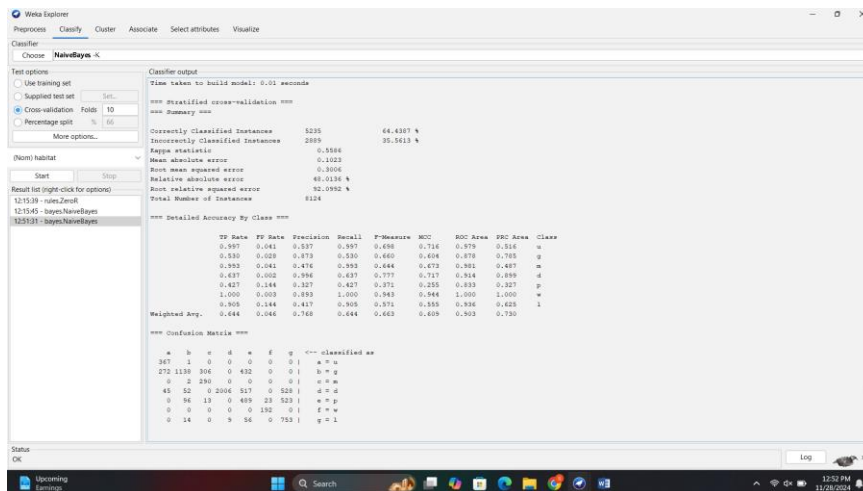 Weka Explorer
Preprocess Classify Cluster Associate Select attributes Visualize
Classifier
Choose NaiveBayes -K
Test options
Use training set
Supplied test set Set...
Cross-validation Folds 10
Percentage split % 66
More options...
(Nom) habitat
Start Stop
Result list (right-click for options)
12:15:39 - rules.ZeroR
12:15:45 - bayes.NaiveBayes
12:51:31 - bayes.NaiveBayes
Classifier output
Time taken to build model: 0.01 seconds
=== Stratified cross-validation ===
=== Summary ===
Correctly Classified Instances 5235 64.4387 %
Incorrectly Classified Instances 2889 35.5613 %
Kappa statistic 0.5586
Mean absolute error 0.1023
Root mean squared error 0.3006
Relative absolute error 48.0136 %
Root relative squared error 92.0992 %
Total Number of Instances 8124
=== Detailed Accuracy By Class ===
TP Rate FP Rate Precision Recall F-Measure MCC ROC Area PRC Area Class
0.997 0.041 0.537 0.997 0.698 0.716 0.979 0.516 u
0.530 0.028 0.873 0.530 0.660 0.604 0.878 0.785 g
0.993 0.041 0.476 0.993 0.644 0.673 0.981 0.487 m
0.637 0.002 0.996 0.637 0.777 0.717 0.914 0.899 d
0.427 0.144 0.327 0.427 0.371 0.255 0.833 0.327 p
1.000 0.003 0.893 1.000 0.943 0.944 1.000 1.000 w
0.905 0.144 0.417 0.905 0.571 0.555 0.936 0.625 l
Weighted Avg. 0.644 0.046 0.768 0.644 0.663 0.609 0.903 0.730
=== Confusion Matrix ===
a b c d e f g <-- classified as
367 1 0 0 0 0 0 | a = u
272 1138 306 0 432 0 0 | b = g
0 2 290 0 0 0 0 | c = m
45 52 0 2006 517 0 528 | d = d
0 96 13 0 489 23 523 | e = p
0 0 0 0 0 192 0 | f = w
0 14 0 9 56 0 753 | g = l
Status
OK
Log
Upcoming
Earnings
Search
12:52 PM
11/28/2024